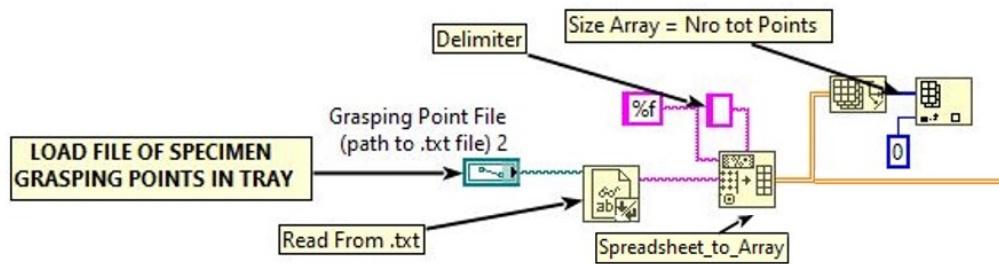 Delimiter
Size Array = Nro tot Points
Grasping Point File
(path to .txt file) 2
%f
LOAD FILE OF SPECIMEN
GRASPING POINTS IN TRAY
0
ab
Read From .txt
Spreadsheet_to_Array